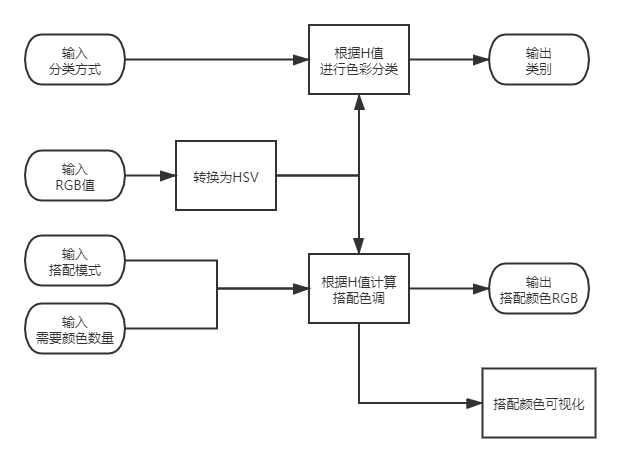 输入
分类方式
根据H值
进行色彩分类
输出
类别
输入
RGB值
转换为HSV
输入
搭配模式
输入
需要颜色数量
根据H值计算
搭配色调
输出
搭配颜色RGB
搭配颜色可视化